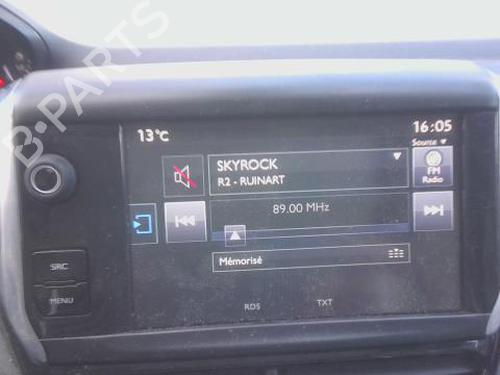 B-PARTS
13°C
16:05
Source ▼
SKYROCK
R2 - RUINART
FM
Radio
89.00 MHz
SRC
MENU
Mémorisé
RDS
TXT